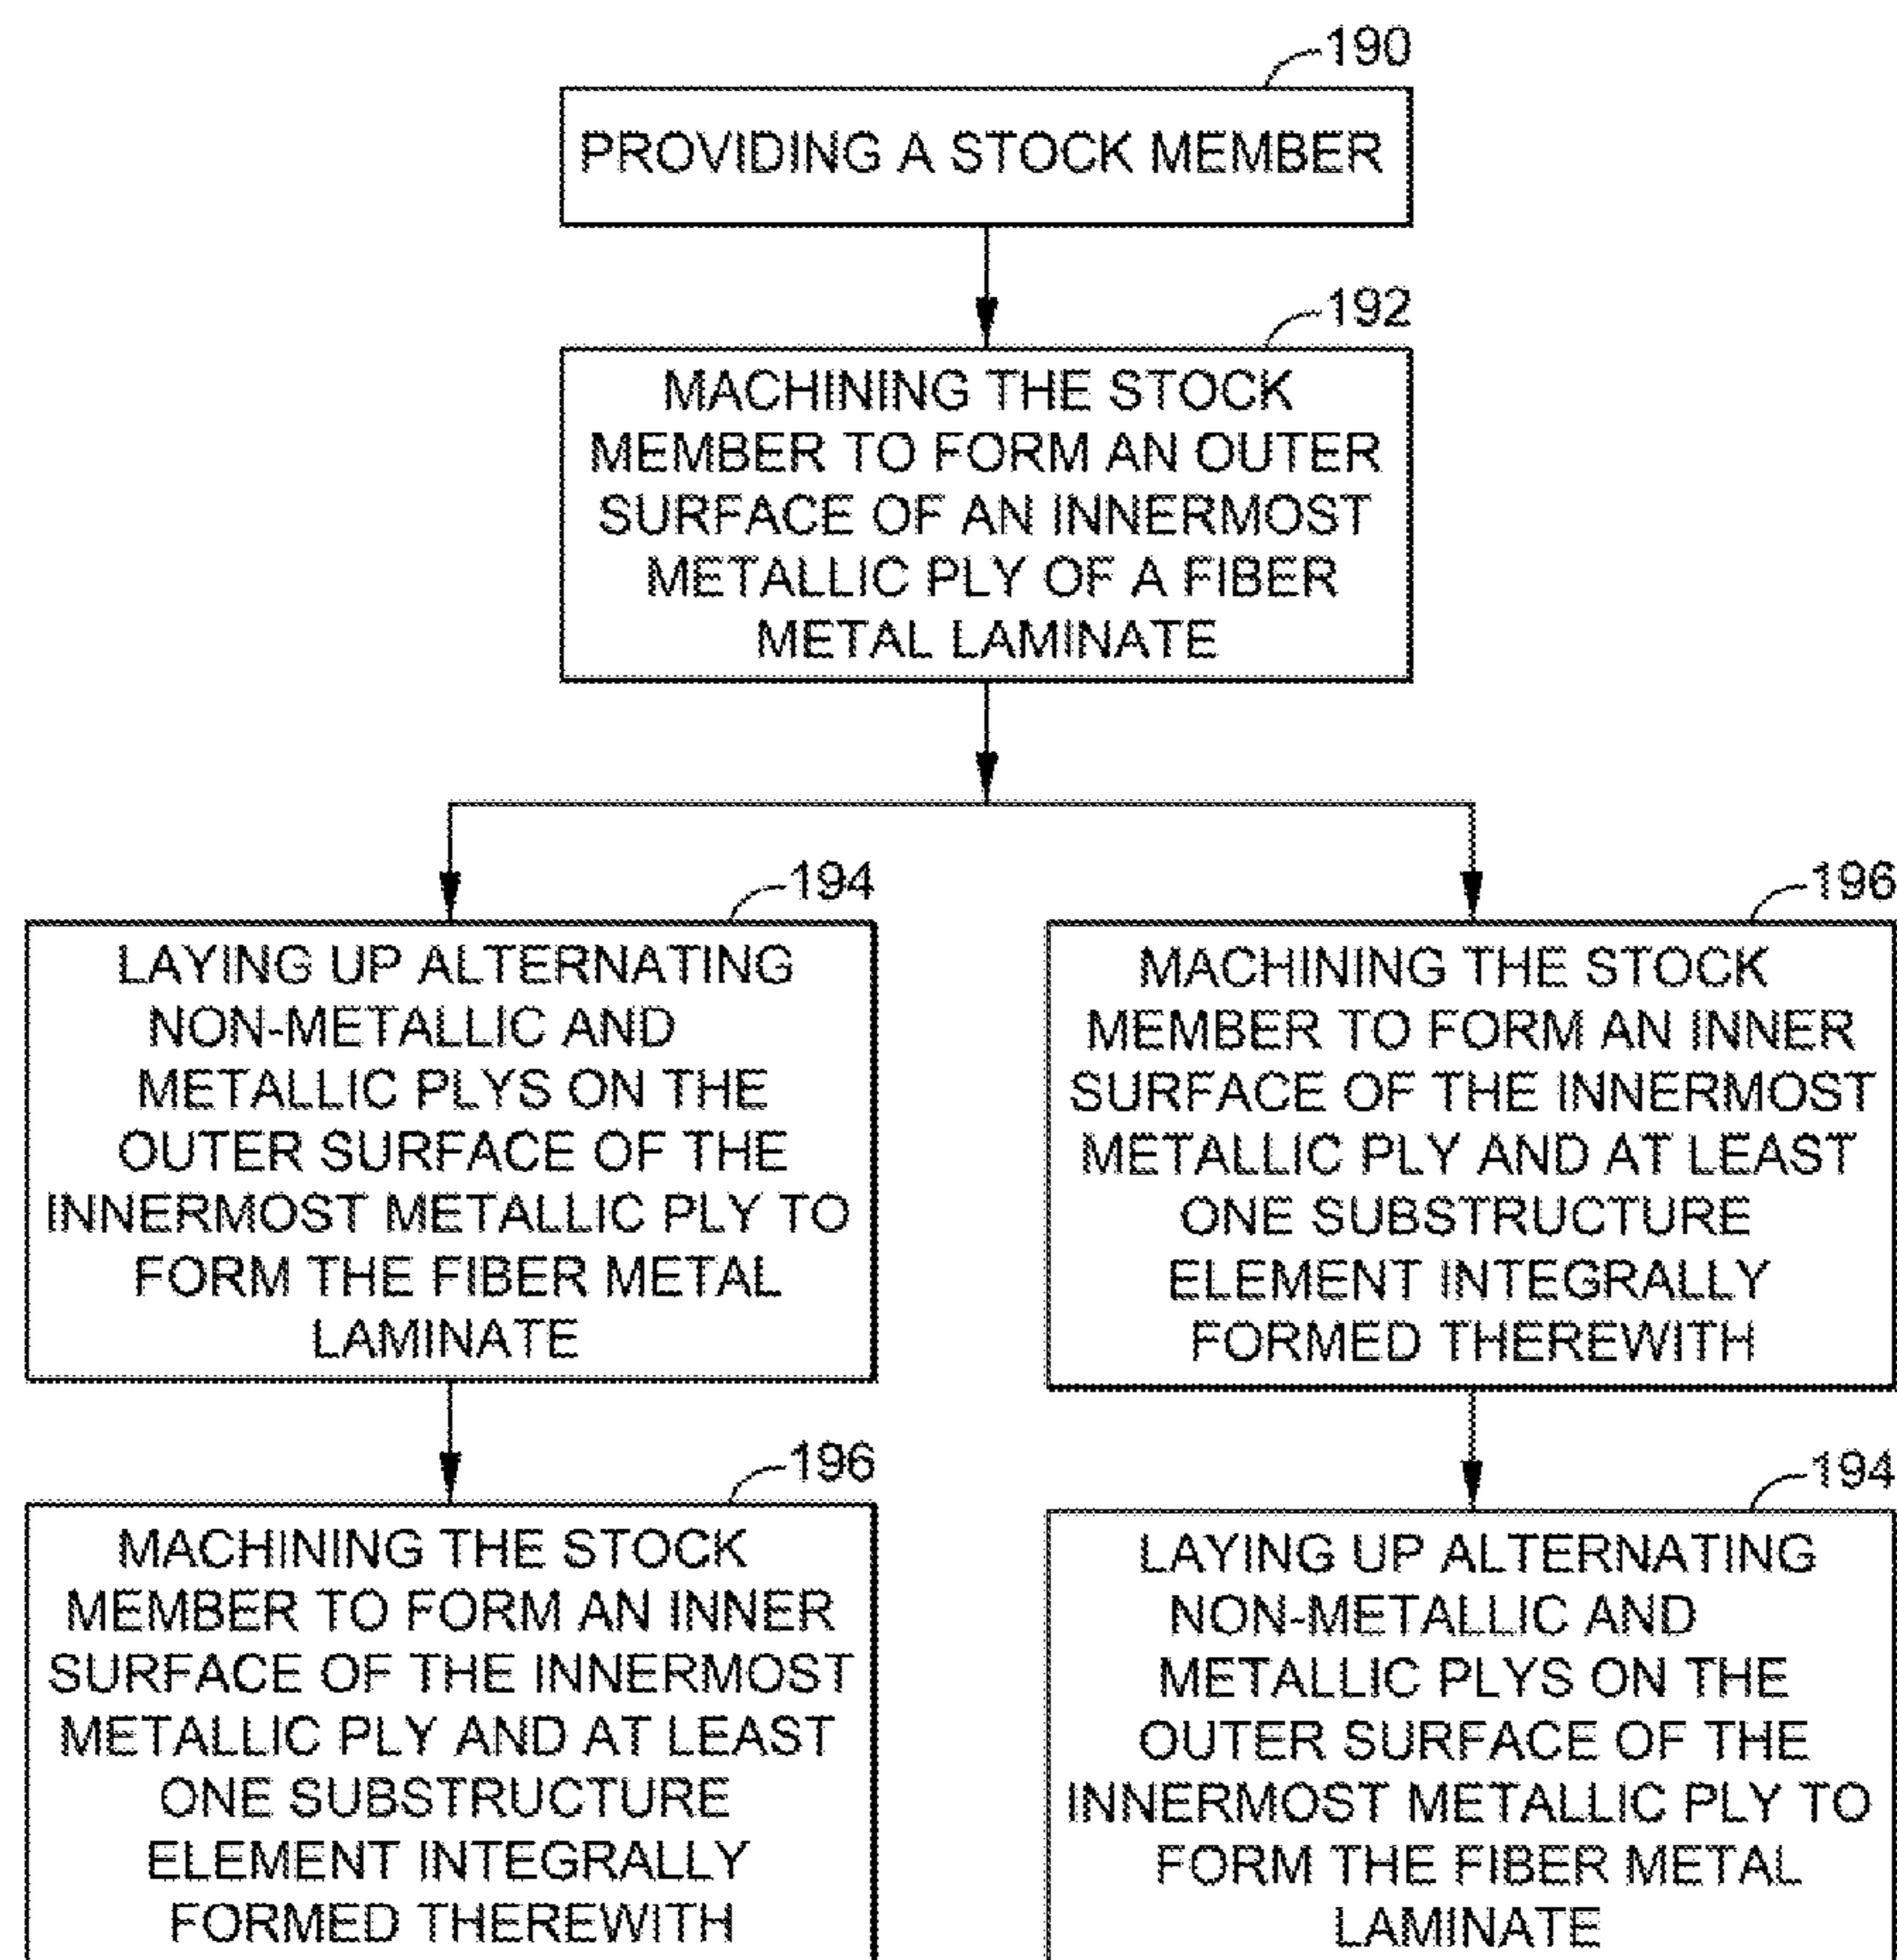 190
PROVIDING A STOCK MEMBER
192
MACHINING THE STOCK
MEMBER TO FORM AN OUTER
SURFACE OF AN INNERMOST
METALLIC PLY OF A FIBER
METAL LAMINATE
194
LAYING UP ALTERNATING
NON-METALLIC AND
METALLIC PLYS ON THE
OUTER SURFACE OF THE
INNERMOST METALLIC PLY TO
FORM THE FIBER METAL
LAMINATE
196
MACHINING THE STOCK
MEMBER TO FORM AN INNER
SURFACE OF THE INNERMOST
METALLIC PLY AND AT LEAST
ONE SUBSTRUCTURE
ELEMENT INTEGRALLY
FORMED THEREWITH
196
MACHINING THE STOCK
MEMBER TO FORM AN INNER
SURFACE OF THE INNERMOST
METALLIC PLY AND AT LEAST
ONE SUBSTRUCTURE
ELEMENT INTEGRALLY
FORMED THEREWITH
194
LAYING UP ALTERNATING
NON-METALLIC AND
METALLIC PLYS ON THE
OUTER SURFACE OF THE
INNERMOST METALLIC PLY TO
FORM THE FIBER METAL
LAMINATE